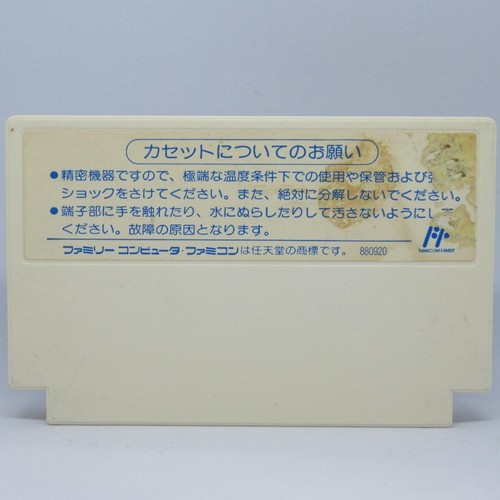 カセットについてのお願い
●精密機器ですので、極端な温度条件下での使用や保管および強
ショックをさけてください。また、絶対に分解しないでください。
●端子部に手を触れたり、水にぬらしたりして汚さないようにして
ください。故障の原因となります。
ファミリー コンピュータ・ファミコンは任天堂の商標です。 880920
FAMICOM FAMILY